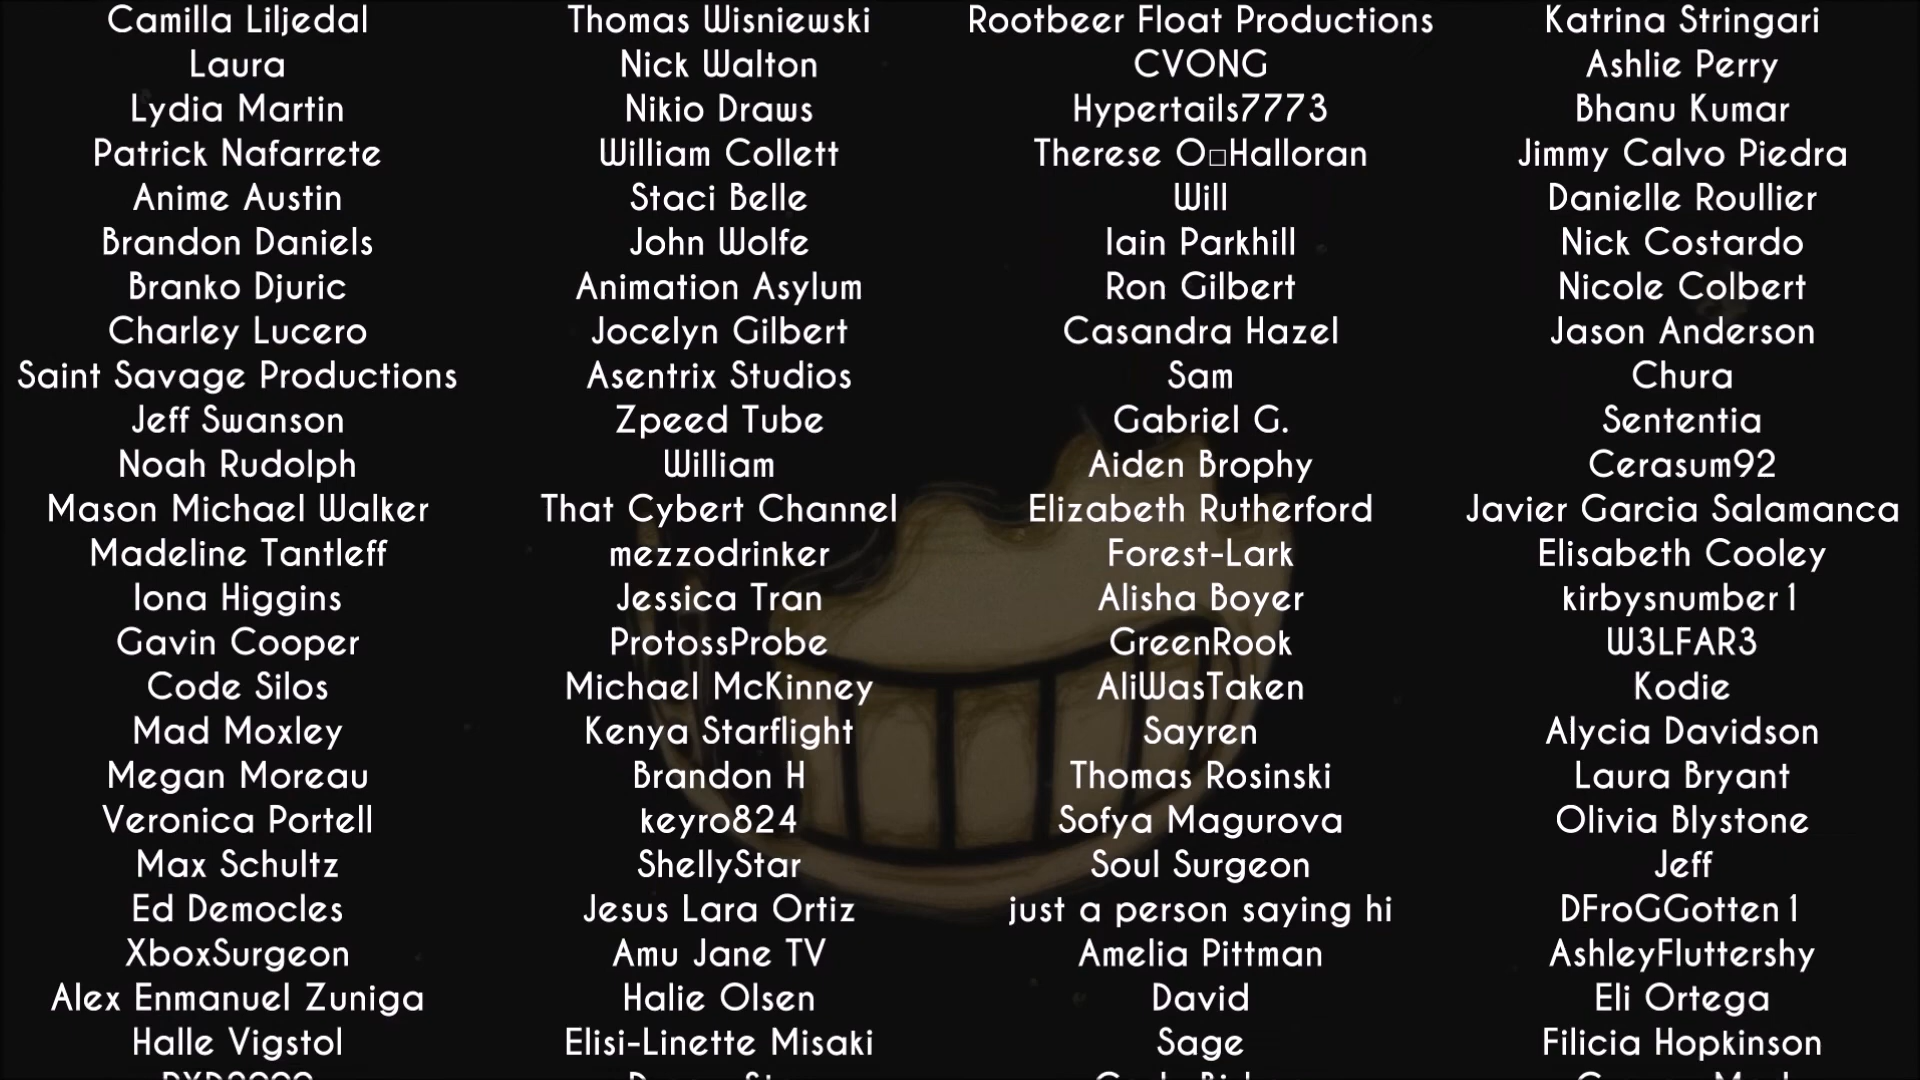 Camilla Liljedal
Laura
Lydia Martin
Patrick Nafarrete
Anime Austin
Brandon Daniels
Branko Djuric
Charley Lucero
Saint Savage Productions
Jeff Swanson
Noah Rudolph
Mason Michael Walker
Madeline Tantleff
Iona Higgins
Gavin Cooper
Code Silos
Mad Moxley
Megan Moreau
Veronica Portell
Max Schultz
Ed Democles
XboxSurgeon
Alex Enmanuel Zuniga
Halle Vigstol
Thomas Wisniewski
Nick Walton
Nikio Draws
William Collett
Staci Belle
John Wolfe
Animation Asylum
Jocelyn Gilbert
Asentrix Studios
Zpeed Tube
William
That Cybert Channel
mezzodrinker
Jessica Tran
ProtossProbe
Michael McKinney
Kenya Starflight
Brandon H
keyro824
ShellyStar
Jesus Lara Ortiz
Amu Jane TV
Halie Olsen
Elisi-Linette Misaki
Rootbeer Float Productions
CVONG
Hypertails7773
Therese O□Halloran
Will
Iain Parkhill
Ron Gilbert
Casandra Hazel
Sam
Gabriel G.
Aiden Brophy
Elizabeth Rutherford
Forest-Lark
Alisha Boyer
GreenRook
AliWasTaken
Sayren
Thomas Rosinski
Sofya Magurova
Soul Surgeon
just a person saying hi
Amelia Pittman
David
Sage
Katrina Stringari
Ashlie Perry
Bhanu Kumar
Jimmy Calvo Piedra
Danielle Roullier
Nick Costardo
Nicole Colbert
Jason Anderson
Chura
Sententia
Cerasum92
Javier Garcia Salamanca
Elisabeth Cooley
kirbysnumber1
W3LFAR3
Kodie
Alycia Davidson
Laura Bryant
Olivia Blystone
Jeff
DFroGGotten1
AshleyFluttershy
Eli Ortega
Filicia Hopkinson